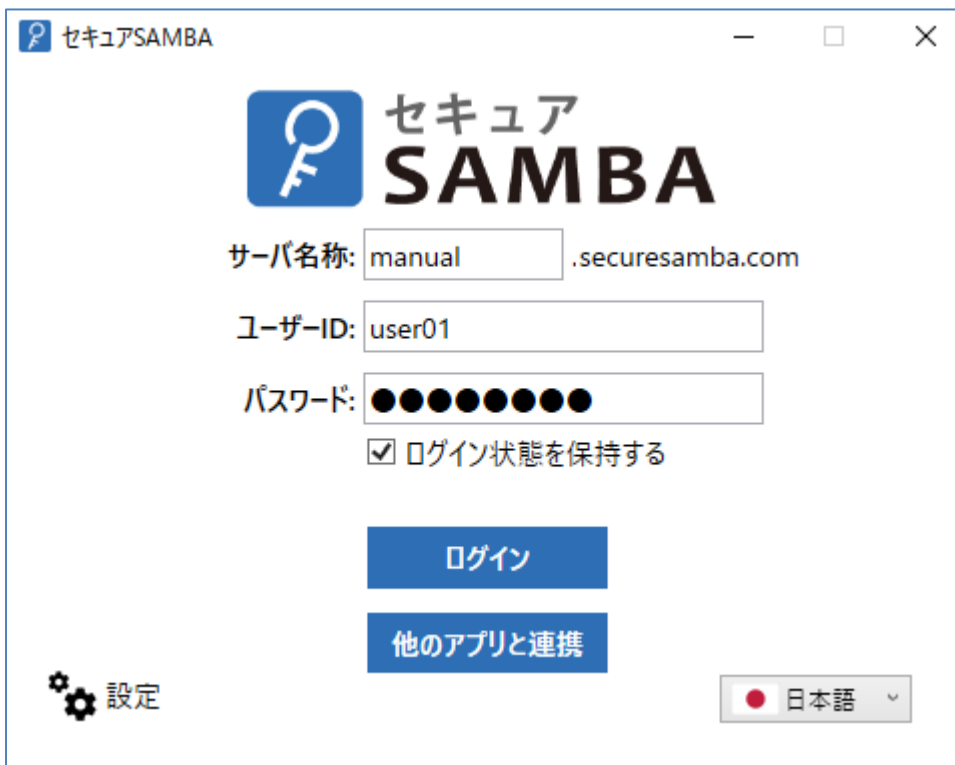 セキュアSAMBA
セキュア
SAMBA
サーバ名称: manual .securesamba.com
ユーザーID: user01
パスワード: ●●●●●●●●
ログイン状態を保持する
ログイン
他のアプリと連携
設定
日本語